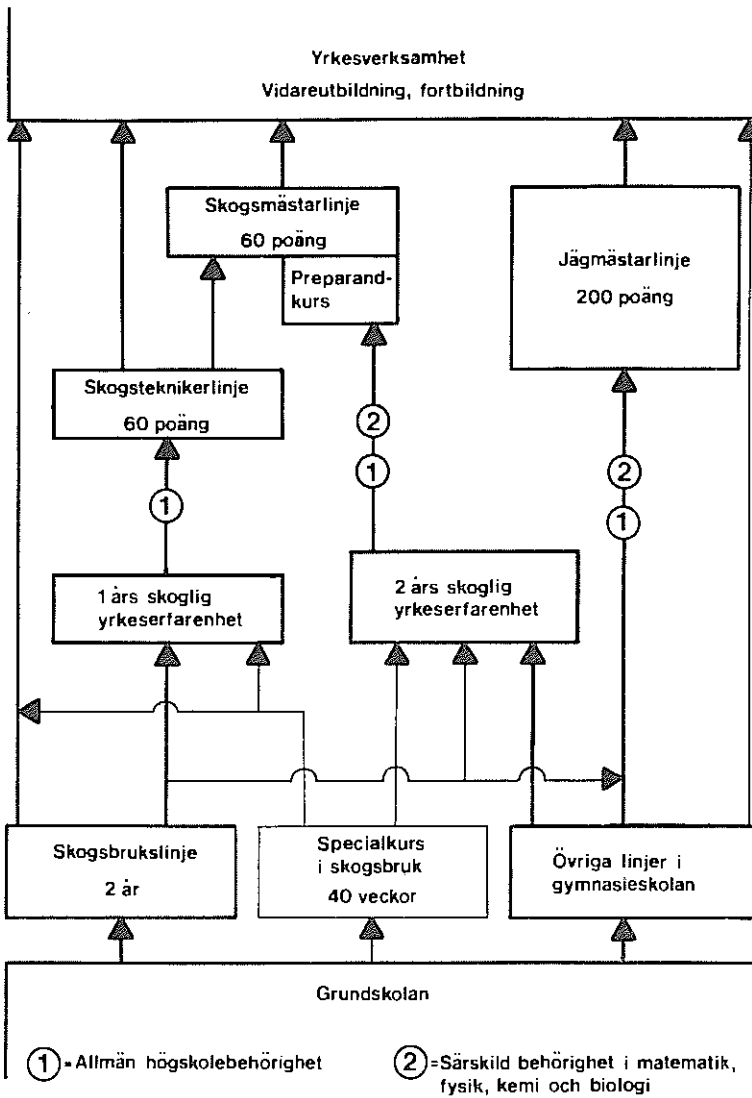 Yrkesverksamhet
Vidareutbildning, fortbildning
Skogsmästarlinje
60 poäng
Preparand-
kurs
Jägmästarlinje
200 poäng
Skogsteknikerlinje
60 poäng
2
1
1
2
1
1 års skoglig
yrkeserfarenhet
2 års skoglig
yrkeserfarenhet
Skogsbrukslinje
2 år
Specialkurs
i skogsbruk
40 veckor
Övriga linjer i
gymnasieskolan
Grundskolan
1 =Allmän högskolebehörighet
2 =Särskild behörighet i matematik,
fysik, kemi och biologi